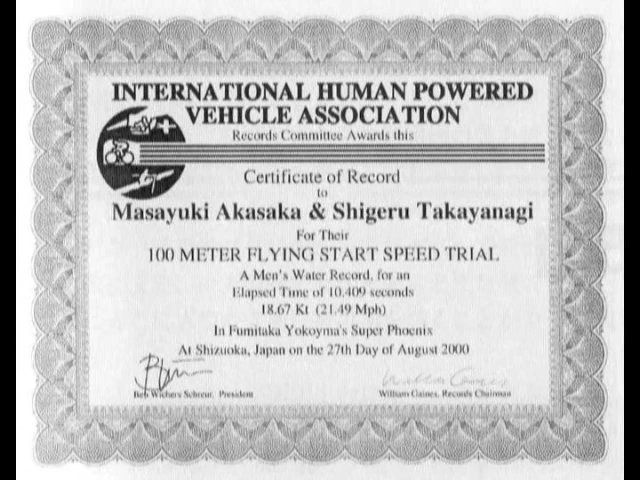 INTERNATIONAL HUMAN POWERED
VEHICLE ASSOCIATION
Records Committee Awards this
Certificate of Record
to
Masayuki Akasaka & Shigeru Takayanagi
For Their
100 METER FLYING START SPEED TRIAL
A Men's Water Record, for an
Elapsed Time of 10.409 seconds
18.67 Kt (21.49 Mph)
In Fumitaka Yokoyma's Super Phoenix
At Shizuoka, Japan on the 27th Day of August 2000
William Gaines
Bob Wichers Schreur, President
William Gaines, Records Chairman